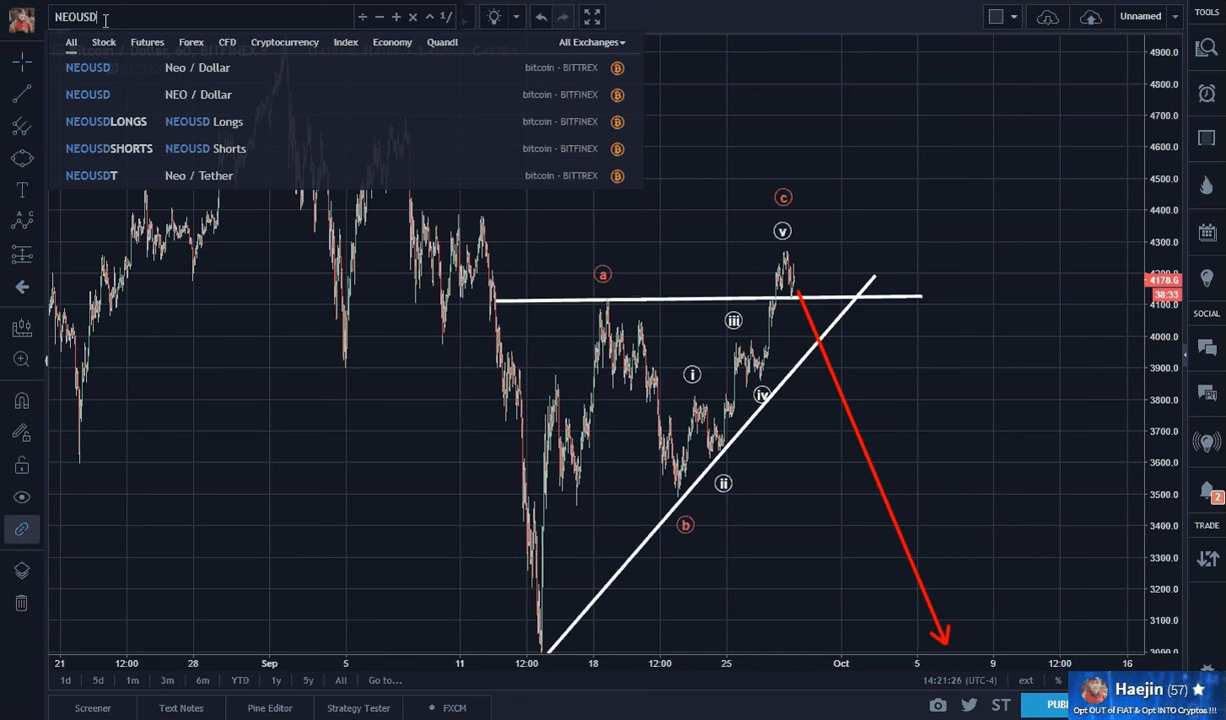 NEOUSD
1/
Unnamed
TOOLS
All Stock Futures Forex CFD Cryptocurrency Index Economy Quandl All Exchanges
NEOUSD Neo / Dollar bitcoin - BITTREX
NEOUSD NEO / Dollar bitcoin - BITFINEX
NEOUSDLONGS NEOUSD Longs bitcoin - BITFINEX
NEOUSDSHORTS NEOUSD Shorts bitcoin - BITFINEX
NEOUSDT Neo / Tether bitcoin - BITTREX
4900.0
4800.0
4700.0
4600.0
4500.0
4400.0
4300.0
4178.6
38:33
4100.0
4000.0
3900.0
3800.0
3700.0
3600.0
3500.0
3400.0
3300.0
3200.0
3100.0
c
v
a
iii
i
iv
ii
b
SOCIAL
2
TRADE
21 12:00 28 Sep 5 11 12:00 18 12:00 25 Oct 5 9 12:00 16
1d 5d 1m 3m 6m YTD 1y 5y All Go to... 14:21:26 (UTC-4) ext %
Screener Text Notes Pine Editor Strategy Tester FXCM ST PUB
Haejin (57)
Opt OUT of FIAT & Opt INTO Cryptos !!!